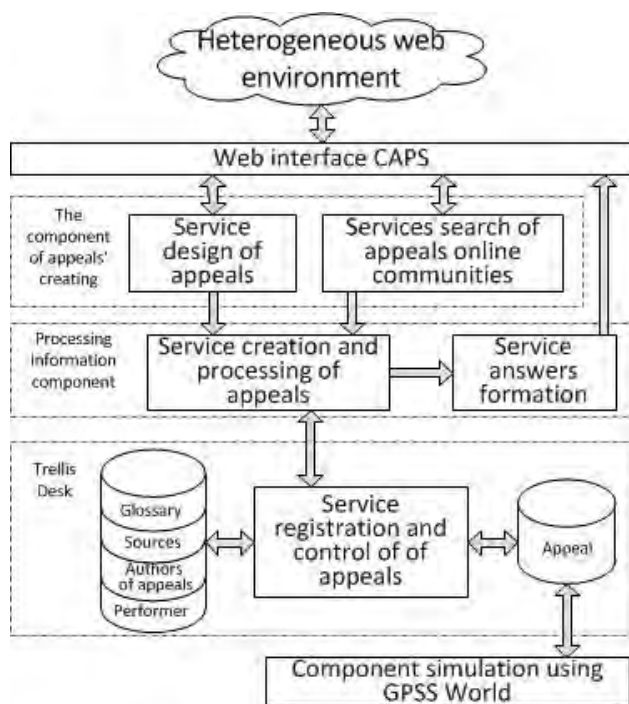 Heterogeneous web
environment
Web interface CAPS
The
component
of appeals'
creating
Service
design of
appeals
Services search of
appeals online
communities
Processing
information
component
Service creation and
processing of
appeals
Service
answers
formation
Trellis
Desk
Glossary
Sources
Authors
of appeals
Performer
Service
registration and
control of of
appeals
Appeal
Component simulation using
GPSS World